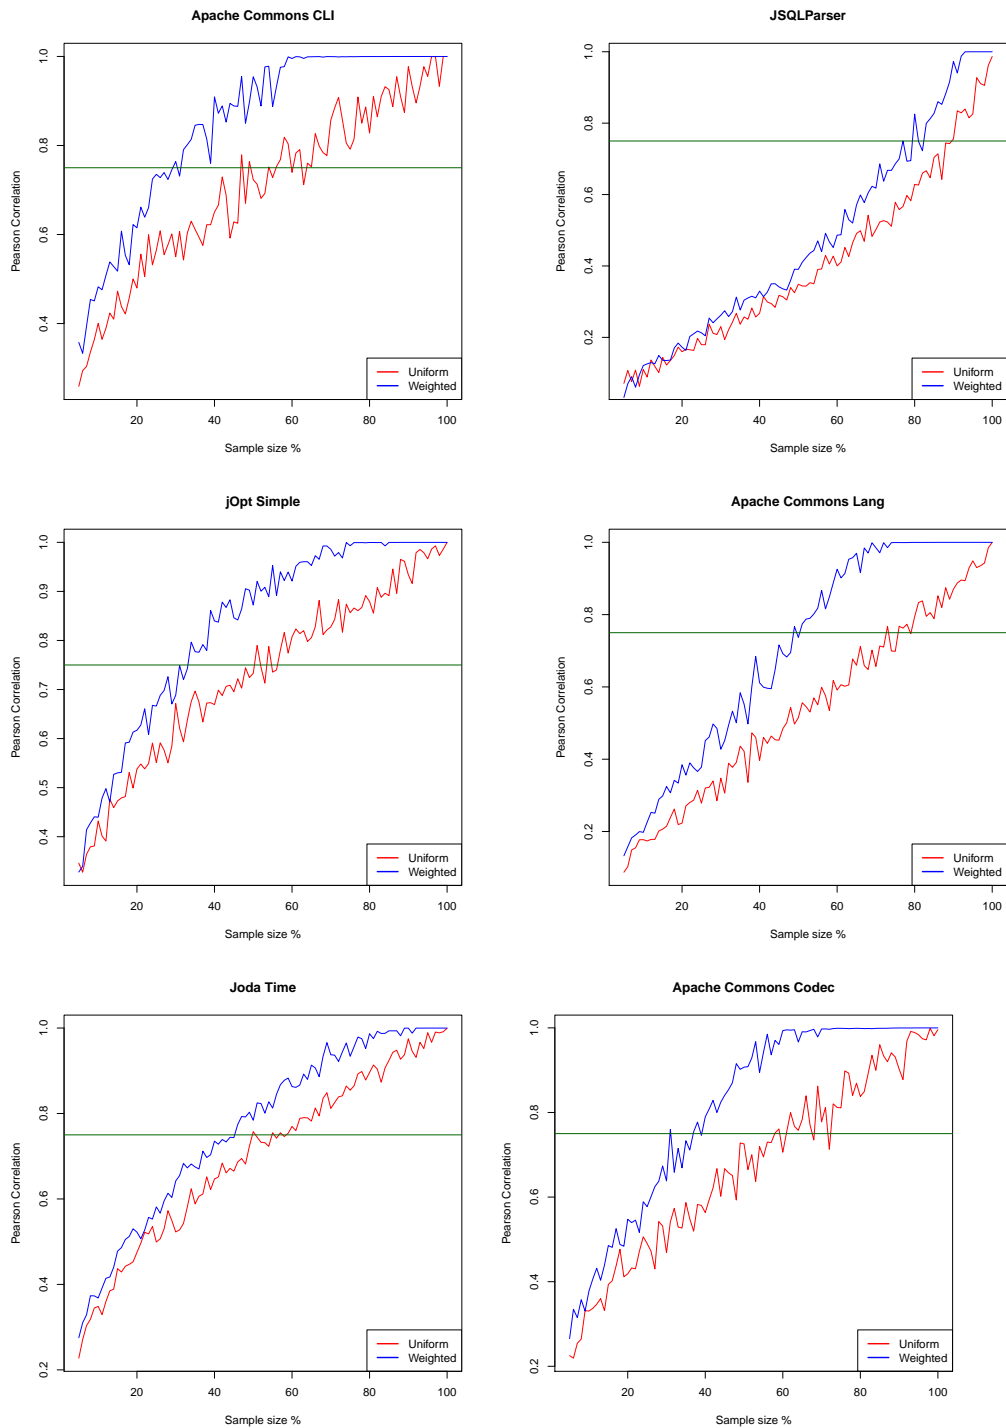 Apache Commons CLI
Pearson Correlation
1.0
0.8
0.6
0.4
20 40 60 80 100
Sample size %
Uniform
Weighted
JSQLParser
Pearson Correlation
1.0
0.8
0.6
0.4
0.2
20 40 60 80 100
Sample size %
Uniform
Weighted
jOpt Simple
Pearson Correlation
1.0
0.9
0.8
0.7
0.6
0.5
0.4
20 40 60 80 100
Sample size %
Uniform
Weighted
Apache Commons Lang
Pearson Correlation
1.0
0.8
0.6
0.4
0.2
20 40 60 80 100
Sample size %
Uniform
Weighted
Joda Time
Pearson Correlation
1.0
0.8
0.6
0.4
0.2
20 40 60 80 100
Sample size %
Uniform
Weighted
Apache Commons Codec
Pearson Correlation
1.0
0.8
0.6
0.4
0.2
20 40 60 80 100
Sample size %
Uniform
Weighted